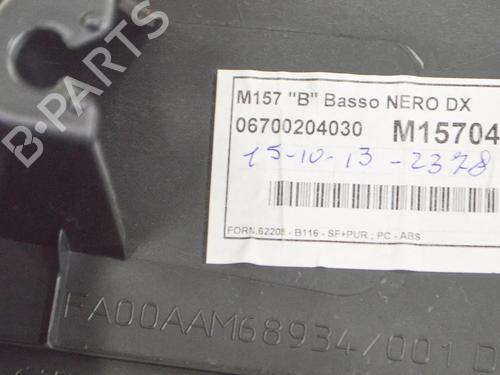 M157 "B" Basso NERO DX
06700204030 M15704
15-10-13-2378
FORN.62208 - B116 - SF+PUR ; PC - ABS
FA00AAM68934/001 D